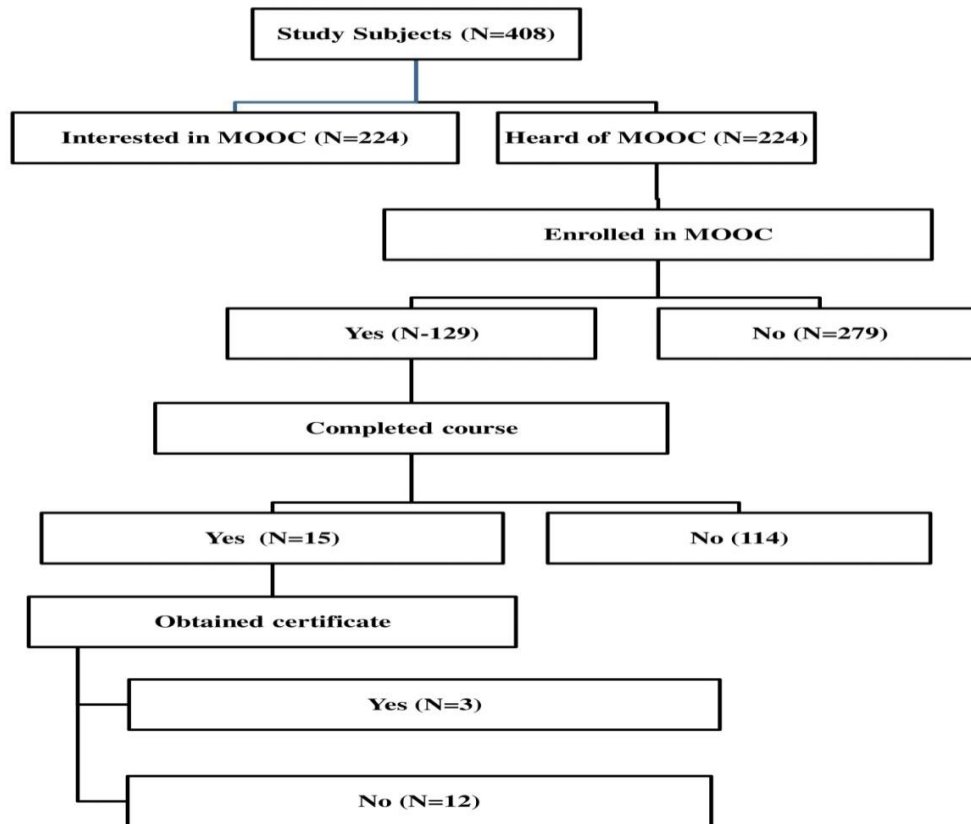 Study Subjects (N=408)
Interested in MOOC (N=224)
Heard of MOOC (N=224)
Enrolled in MOOC
Yes (N-129)
No (N=279)
Completed course
Yes (N=15)
No (114)
Obtained certificate
Yes (N=3)
No (N=12)